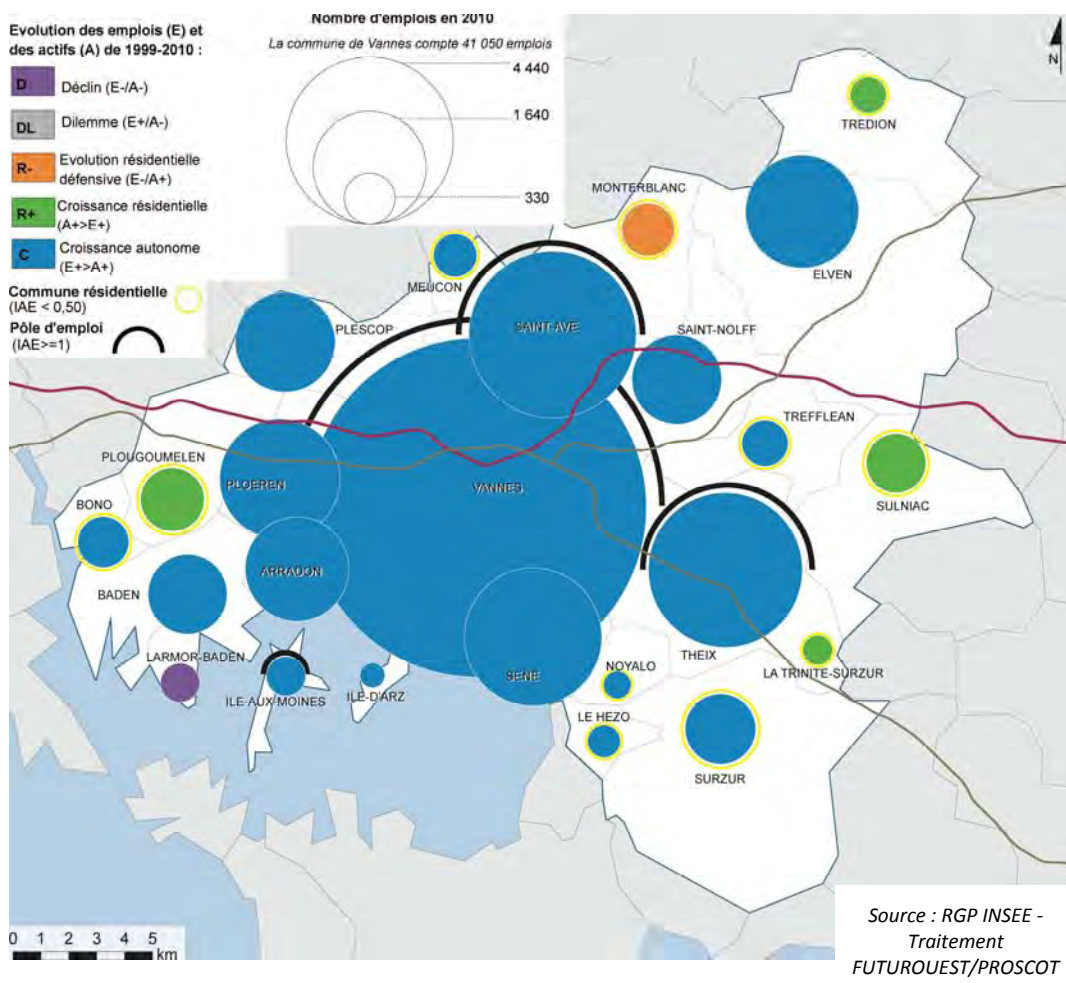 Evolution des emplois (E) et
des actifs (A) de 1999-2010 :
D Déclin (E-/A-)
DL Dilemme (E+/A-)
R- Evolution résidentielle
défensive (E-/A+)
R+ Croissance résidentielle
(A+>E+)
C Croissance autonome
(E+>A+)
Commune résidentielle
(IAE < 0,50)
Pôle d'emploi
(IAE>=1)
Nombre d'emplois en 2010
La commune de Vannes compte 41 050 emplois
4 440
1 640
330
N
TREDION
MONTERBLANC
ELVEN
MEUCON
PLESCOP
SAINT AVE
SAINT-NOLFF
TREFFLEAN
PLOUGOUMELEN
PLOEREN
VANNES
SULNIAC
BONO
ARRADON
BADEN
LARMOR-BADEN
ILE-AUX-MOINES
ILE-D'ARZ
SENE
NOYALO
THEIX
LA TRINITE-SURZUR
LE HEZO
SURZUR
0 1 2 3 4 5
km
Source : RGP INSEE -
Traitement
FUTUROUEST/PROSCOT